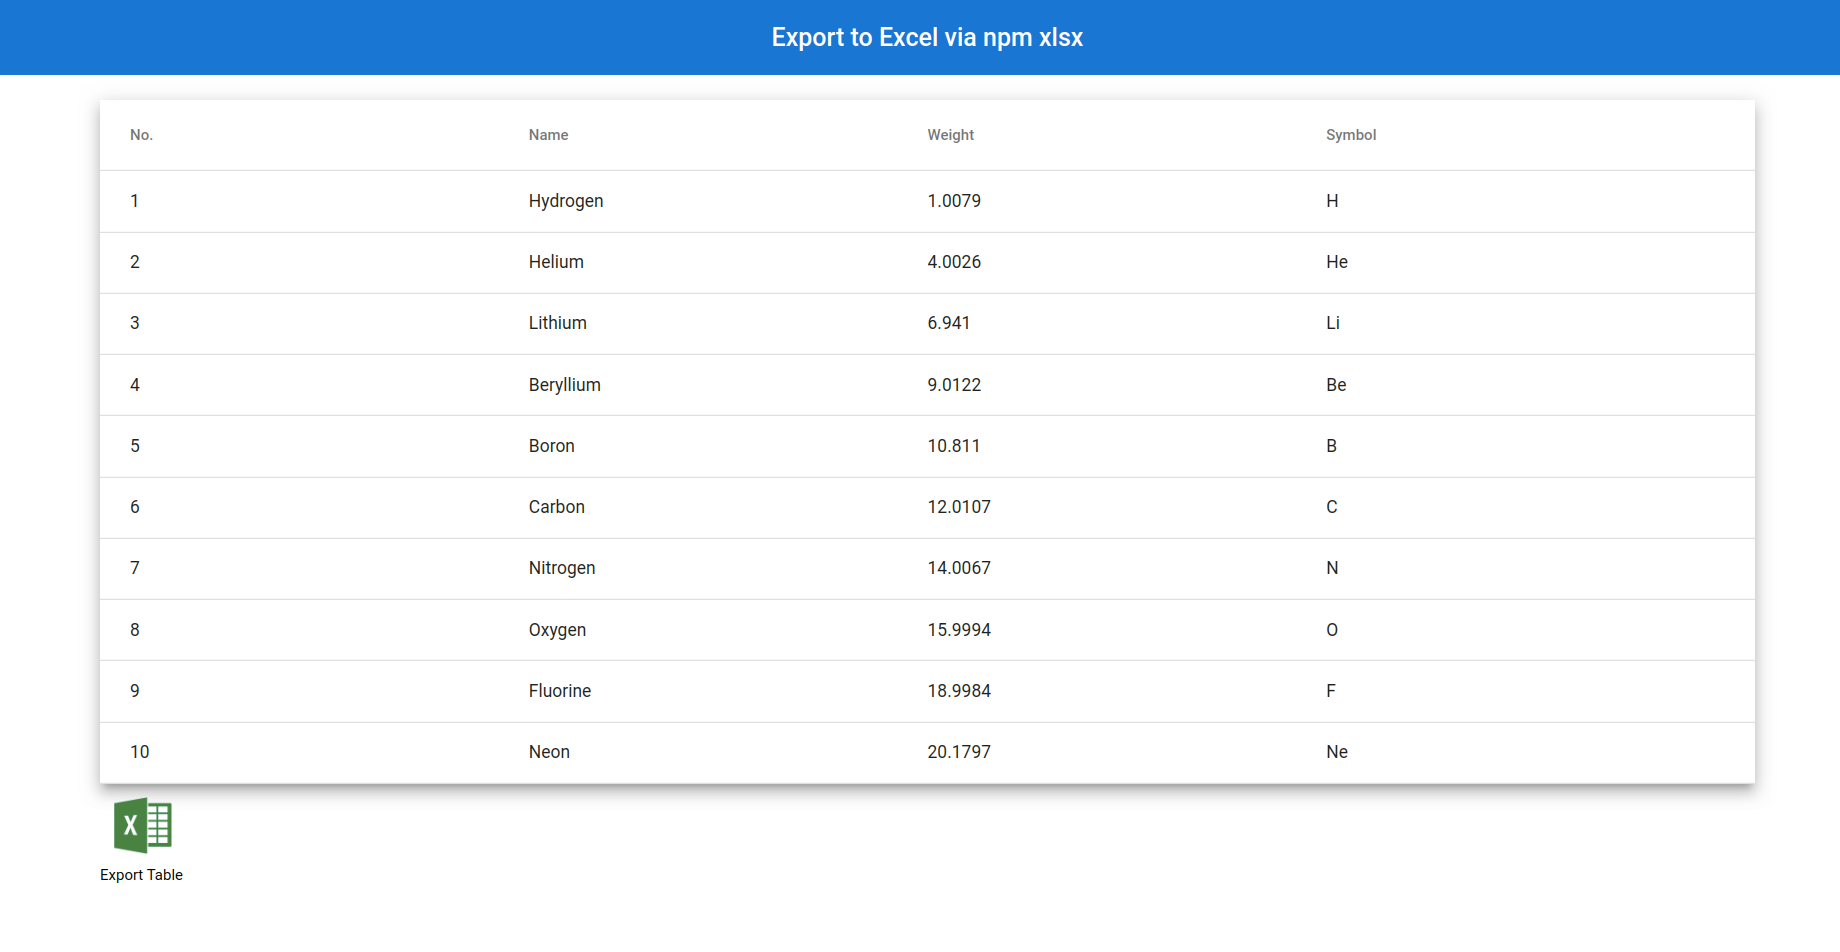 Export to Excel via npm xlsx
No. Name Weight Symbol
1 Hydrogen 1.0079 H
2 Helium 4.0026 He
3 Lithium 6.941 Li
4 Beryllium 9.0122 Be
5 Boron 10.811 B
6 Carbon 12.0107 C
7 Nitrogen 14.0067 N
8 Oxygen 15.9994 O
9 Fluorine 18.9984 F
10 Neon 20.1797 Ne
X
Export Table